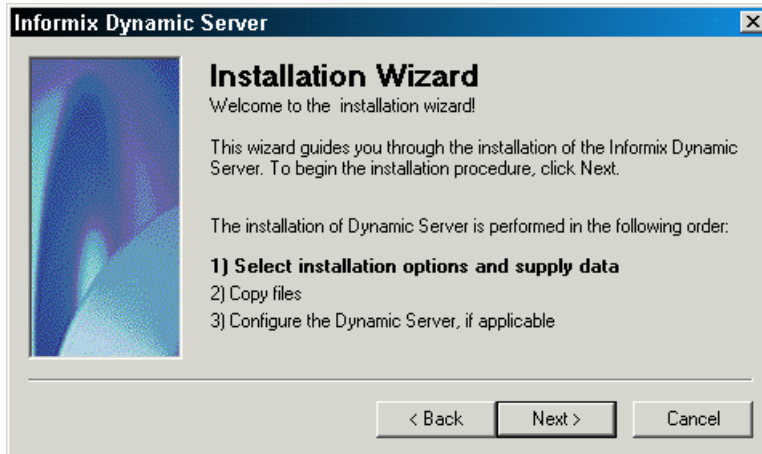 Informix Dynamic Server
Installation Wizard
Welcome to the installation wizard!
This wizard guides you through the installation of the Informix Dynamic
Server. To begin the installation procedure, click Next.
The installation of Dynamic Server is performed in the following order:
1) Select installation options and supply data
2) Copy files
3) Configure the Dynamic Server, if applicable
< Back
Next >
Cancel